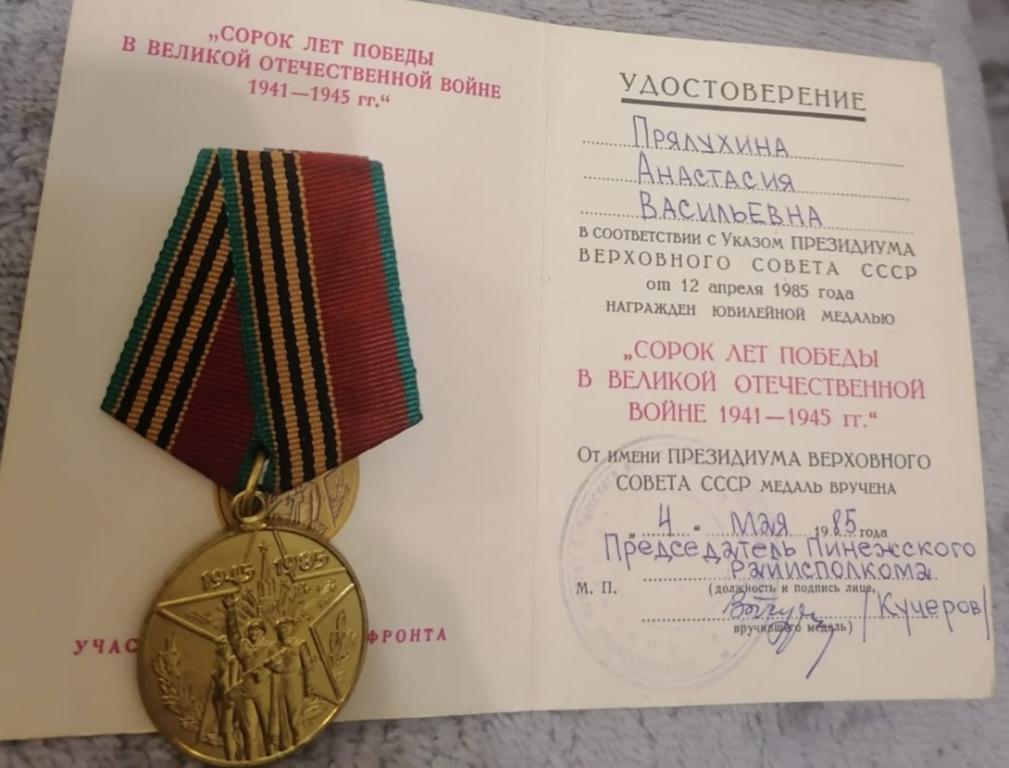 „СОРОК ЛЕТ ПОБЕДЫ
В ВЕЛИКОЙ ОТЕЧЕСТВЕННОЙ ВОЙНЕ
1941—1945 гг.“
1945 1985
УЧАС ФРОНТА
УДОСТОВЕРЕНИЕ
ПРЯЛУХИНА
АНАСТАСИЯ
ВАСИЛЬЕВНА
В СООТВЕТСТВИИ С УКАЗОМ ПРЕЗИДИУМА
ВЕРХОВНОГО СОВЕТА СССР
от 12 апреля 1985 года
НАГРАЖДЕН ЮБИЛЕЙНОЙ МЕДАЛЬЮ
„СОРОК ЛЕТ ПОБЕДЫ
В ВЕЛИКОЙ ОТЕЧЕСТВЕННОЙ
ВОЙНЕ 1941—1945 гг.“
ОТ ИМЕНИ ПРЕЗИДИУМА ВЕРХОВНОГО
СОВЕТА СССР МЕДАЛЬ ВРУЧЕНА
„4“ мая 1985 года
Председатель Пинежского
райисполкома
М. П. (должность и подпись лица,
/Кучеров/
вручившего медаль)